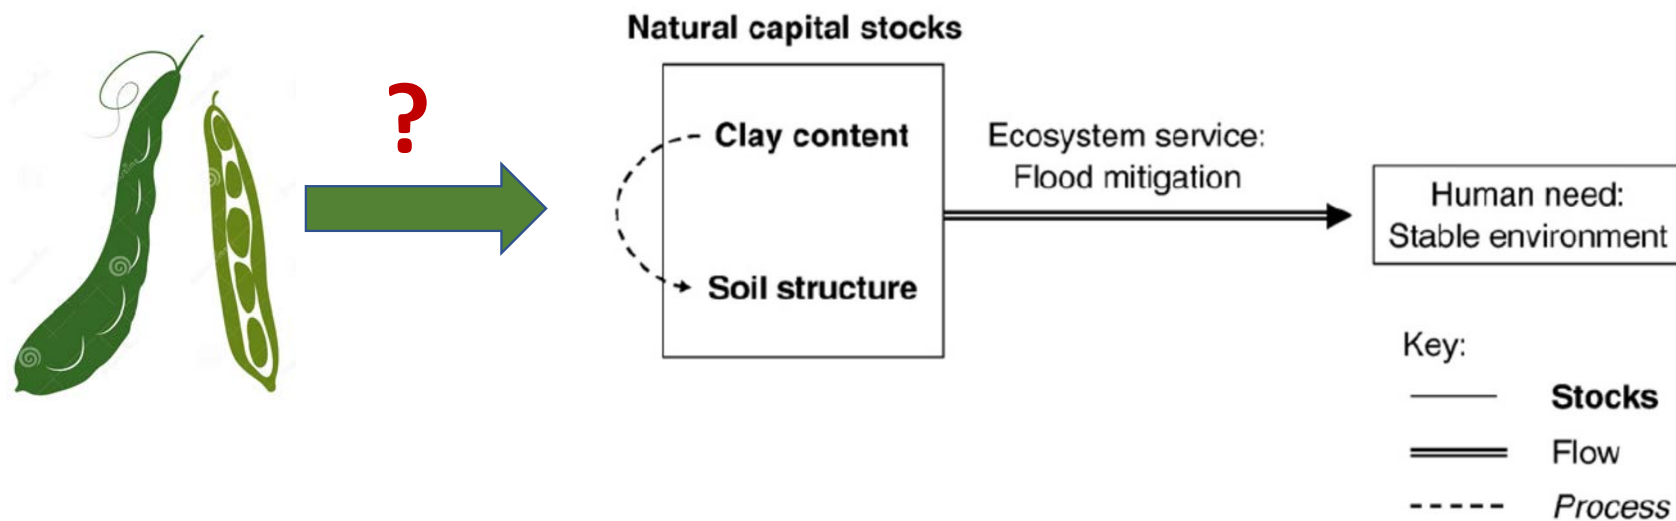 Natural capital stocks
?
Clay content
Soil structure
Ecosystem service:
Flood mitigation
Human need:
Stable environment
Key:
Stocks
Flow
Process